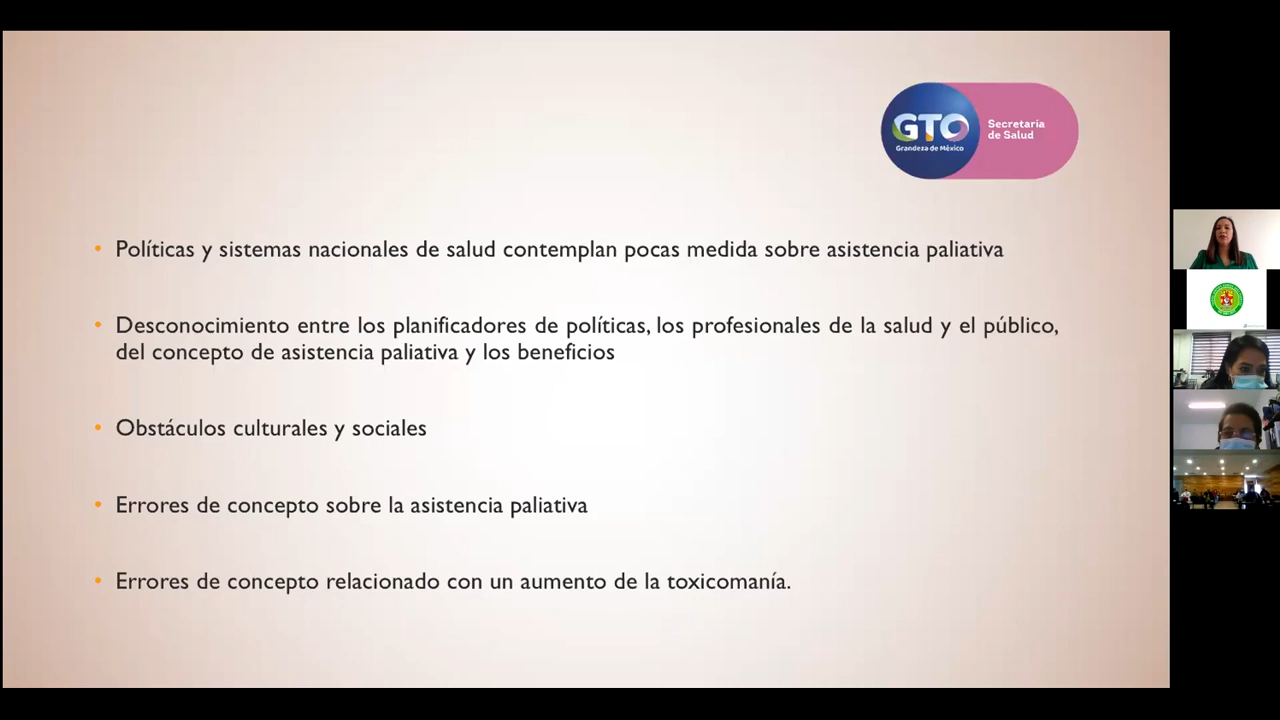 GTO
Grandeza de México
Secretaría
de Salud
Políticas y sistemas nacionales de salud contemplan pocas medida sobre asistencia paliativa
Desconocimiento entre los planificadores de políticas, los profesionales de la salud y el público,
del concepto de asistencia paliativa y los beneficios
Obstáculos culturales y sociales
Errores de concepto sobre la asistencia paliativa
Errores de concepto relacionado con un aumento de la toxicomanía.